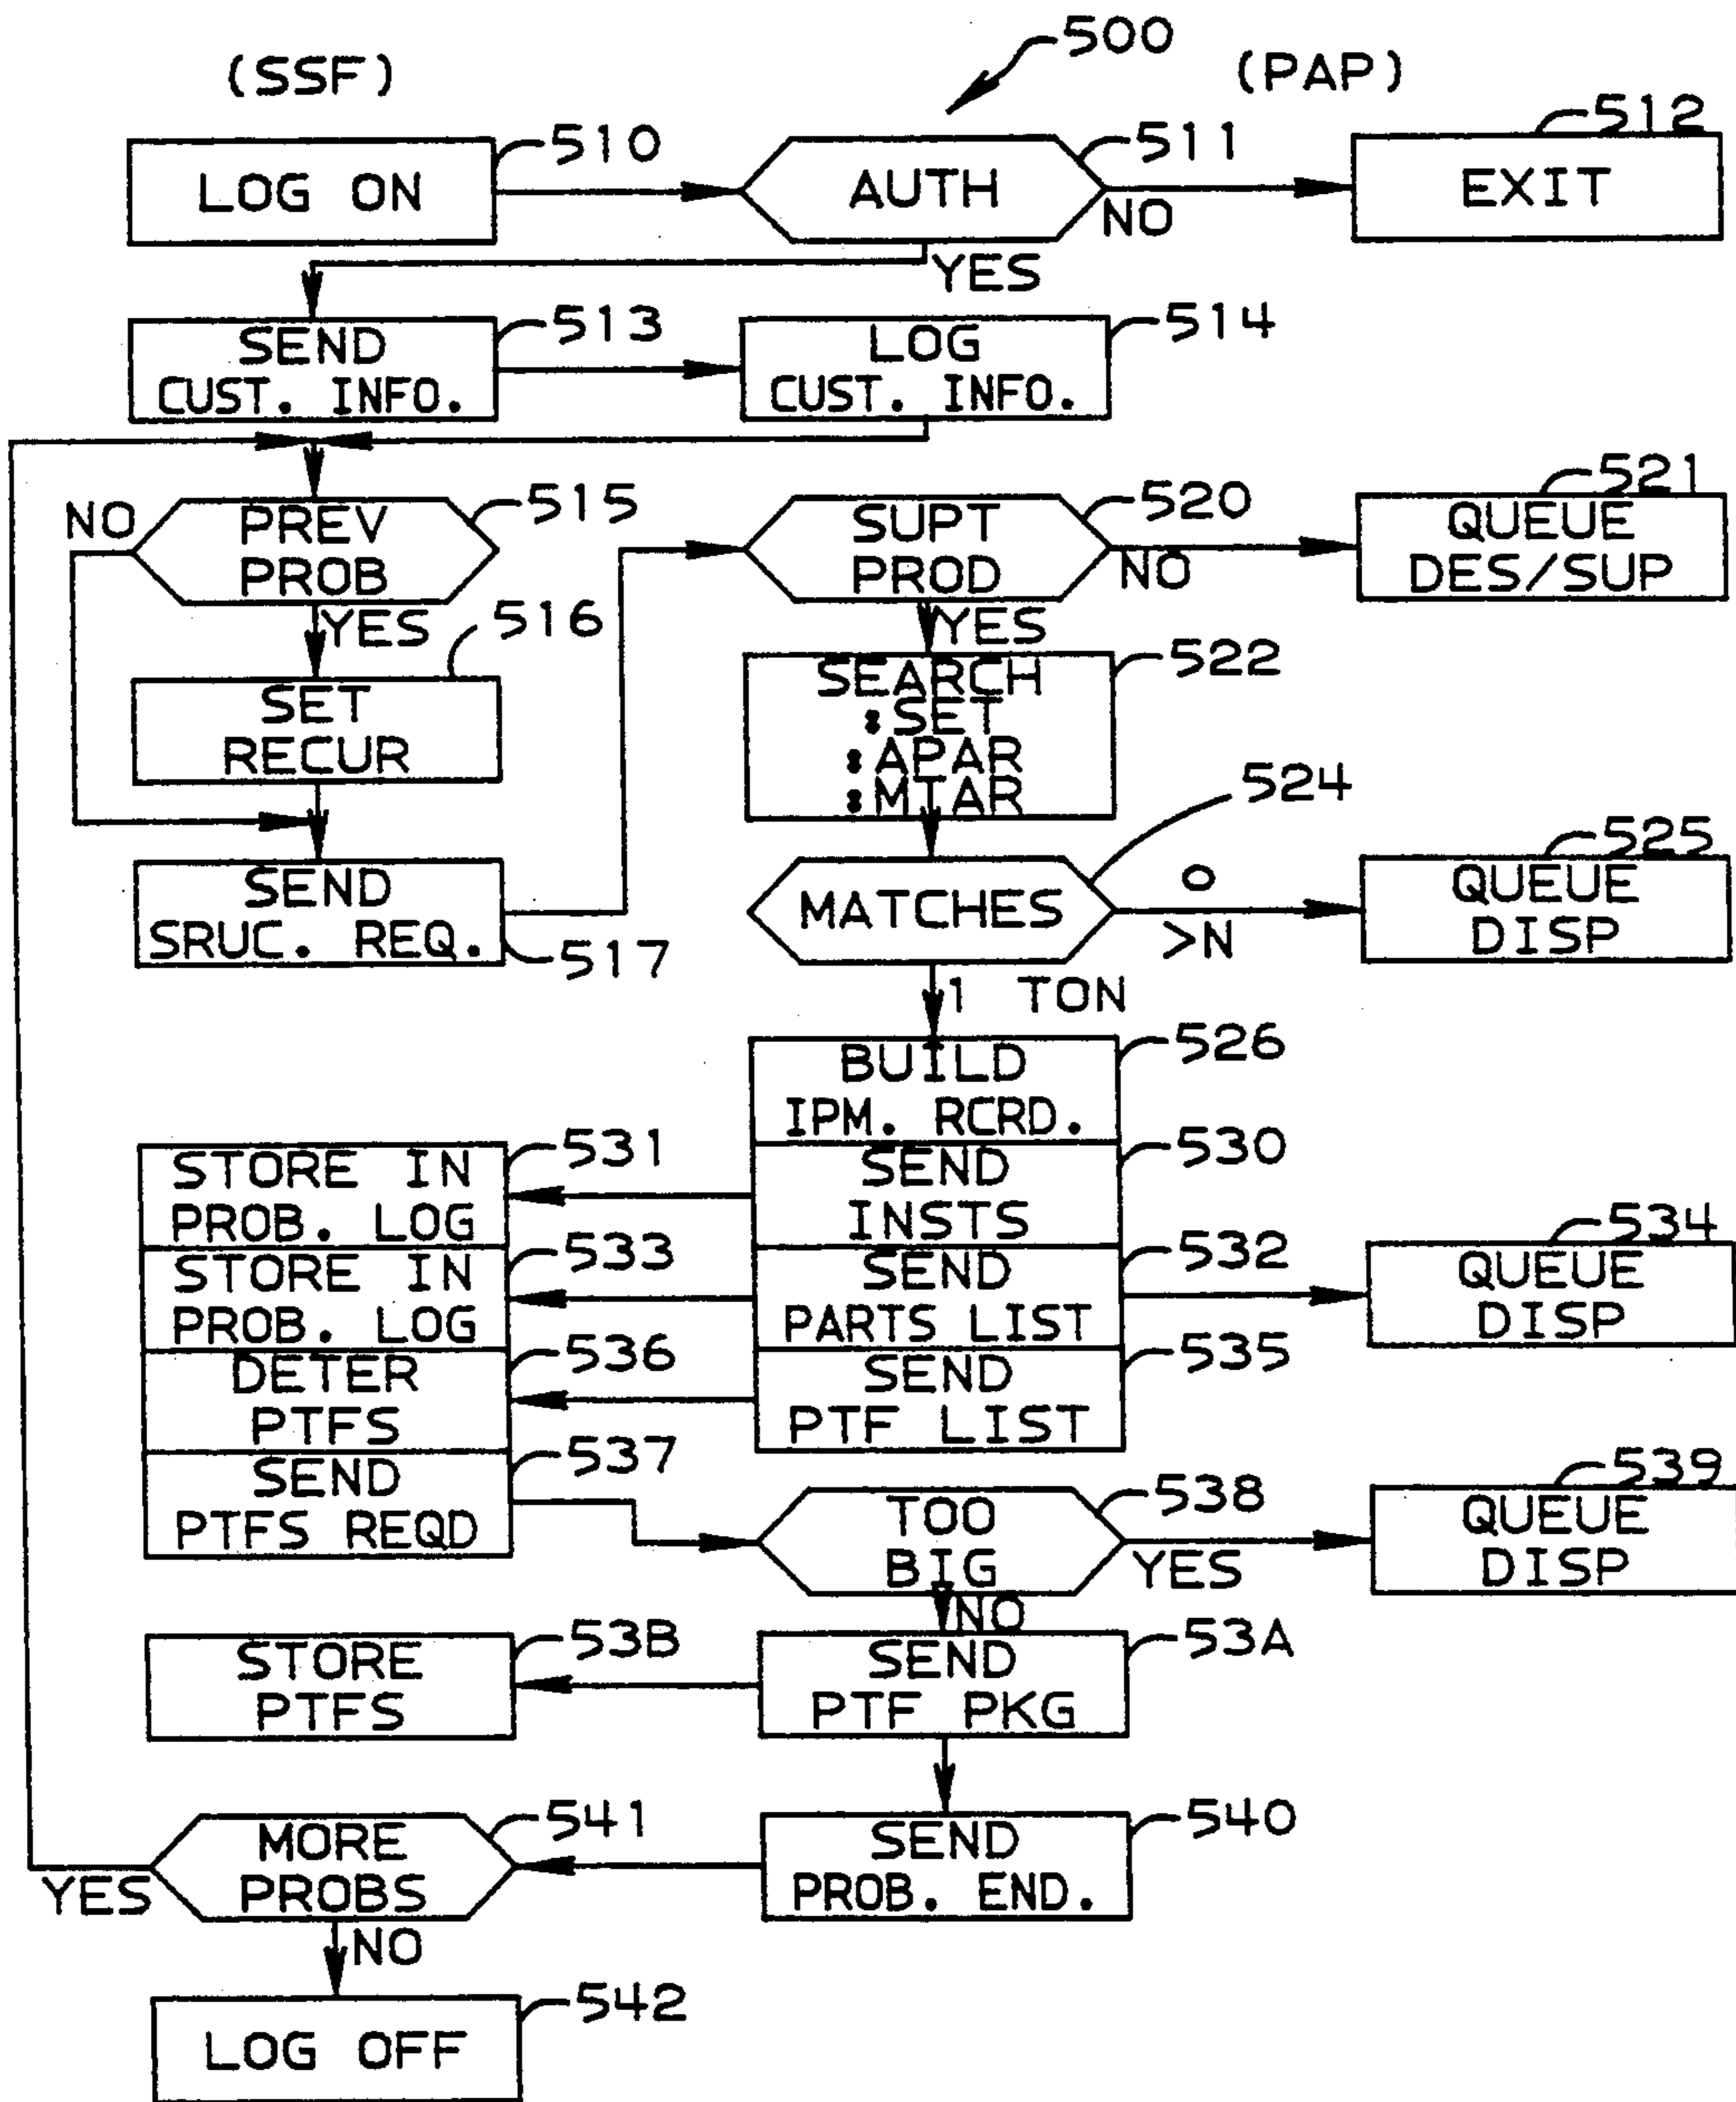 500
(SSF)
(PAP)
LOG ON
510
AUTH
511
NO
EXIT
512
YES
SEND
CUST. INFO.
513
LOG
CUST. INFO.
514
PREV
PROB
515
NO
YES
SET
RECUR
516
SEND
SRUC. REQ.
517
SUPT
PROD
520
NO
QUEUE
DES/SUP
521
YES
SEARCH
:SET
:APAR
:MTAR
522
MATCHES
524
0
>N
QUEUE
DISP
525
1 TON
BUILD
IPM. RCRD.
526
SEND
INSTS
530
STORE IN
PROB. LOG
531
SEND
PARTS LIST
532
STORE IN
PROB. LOG
533
QUEUE
DISP
534
SEND
PTF LIST
535
DETER
PTFS
536
SEND
PTFS REQD
537
TOO
BIG
538
YES
QUEUE
DISP
539
NO
SEND
PTF PKG
53A
STORE
PTFS
53B
SEND
PROB. END.
540
MORE
PROBS
541
YES
NO
LOG OFF
542